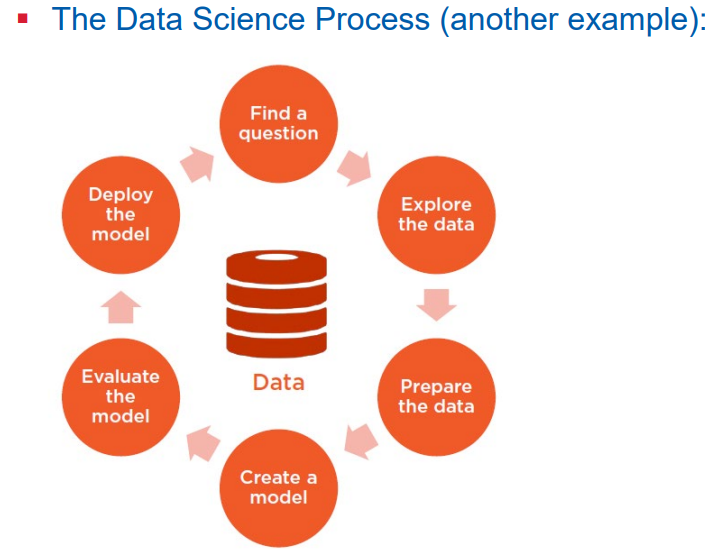 ▪ The Data Science Process (another example):
Find a
question
Explore
the data
Prepare
the data
Create a
model
Evaluate
the
model
Deploy
the
model
Data